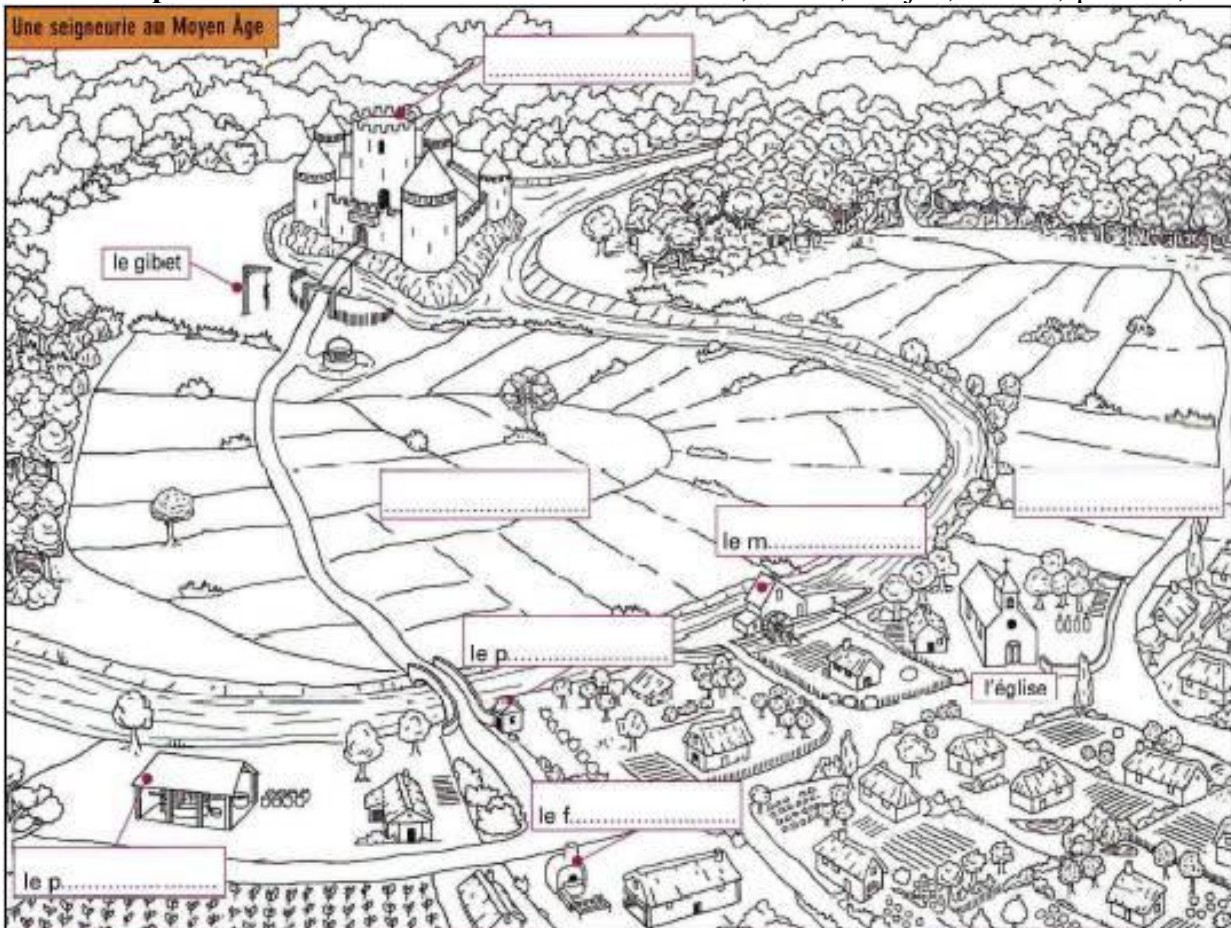 Une seigneurie au Moyen Âge
....................................
le gibet
....................................
....................................
le m...........................
le p..............................
l'église
le f............................
le p...........................